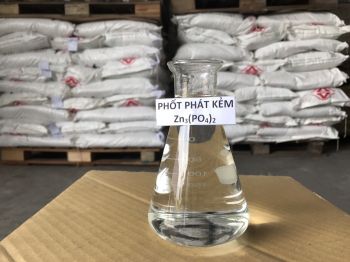 PHỐT PHÁT KẼM
Zn₃(PO₄)₂